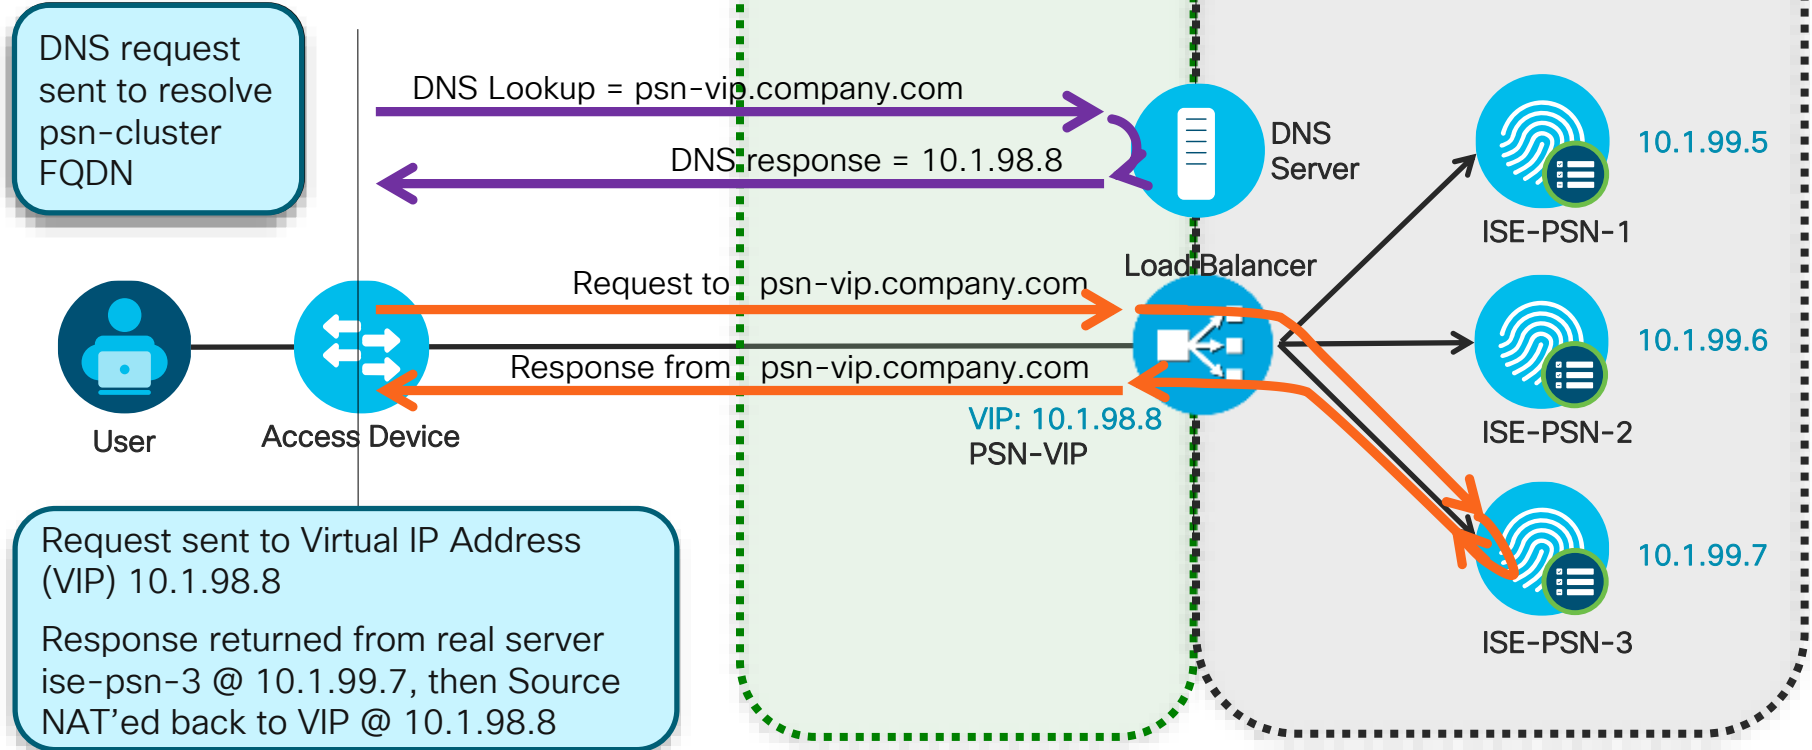 DNS request
sent to resolve
psn-cluster
FQDN
DNS Lookup = psn-vip.company.com
DNS response = 10.1.98.8
DNS
Server
10.1.99.5
ISE-PSN-1
Load Balancer
Request to psn-vip.company.com
Response from psn-vip.company.com
10.1.99.6
VIP: 10.1.98.8
PSN-VIP
User
Access Device
ISE-PSN-2
Request sent to Virtual IP Address
(VIP) 10.1.98.8
Response returned from real server
ise-psn-3 @ 10.1.99.7, then Source
NAT’ed back to VIP @ 10.1.98.8
10.1.99.7
ISE-PSN-3